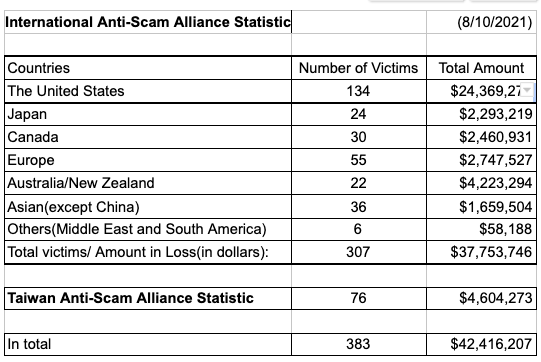 International Anti-Scam Alliance Statistic (8/10/2021)
Countries Number of Victims Total Amount
The United States 134
Japan 24 $2,293,219
Canada 30 $2,460,931
Europe 55 $2,747,527
Australia/New Zealand 22 $4,223,294
Asian(except China) 36 $1,659,504
Others(Middle East and South America) 6 $58,188
Total victims/ Amount in Loss(in dollars): 307 $37,753,746
Taiwan Anti-Scam Alliance Statistic 76 $4,604,273
In total 383 $42,416,207